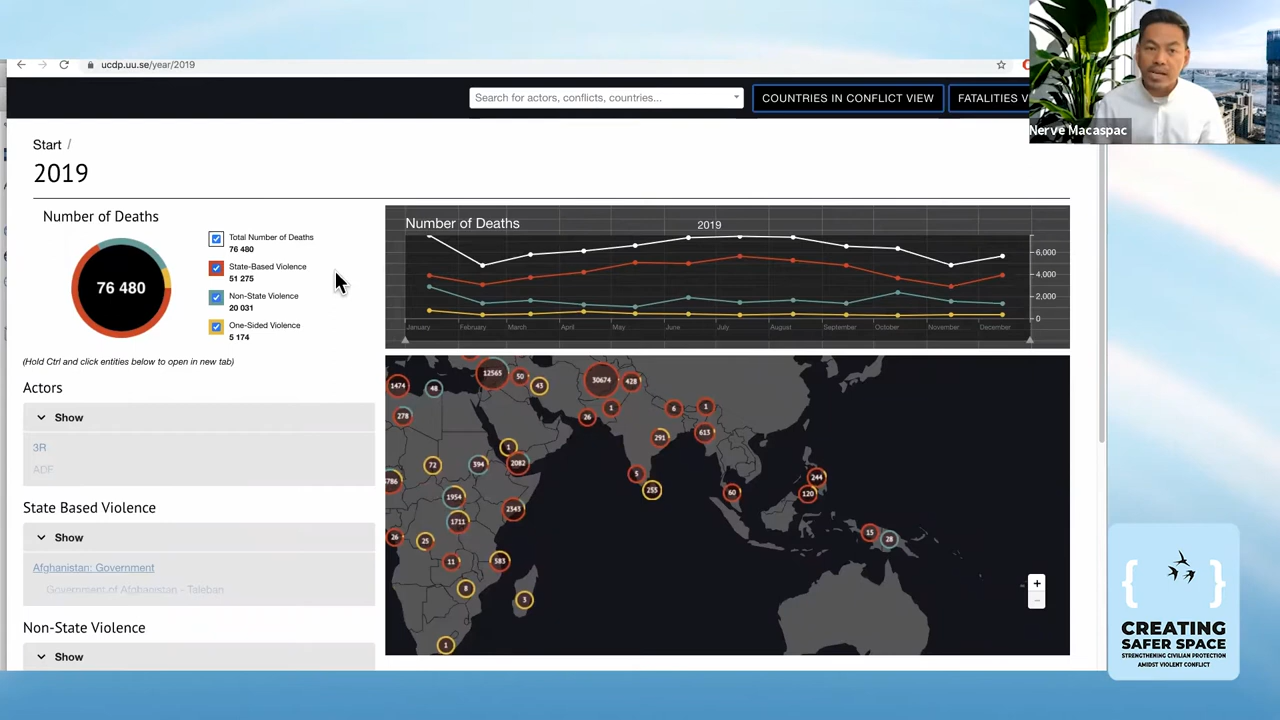 ucdp.uu.se/year/2019
Search for actors, conflicts, countries...
COUNTRIES IN CONFLICT VIEW
FATALITIES V
Nerve Macaspac
Start /
2019
Number of Deaths
76 480
Total Number of Deaths
76 480
State-Based Violence
51 275
Non-State Violence
20 031
One-Sided Violence
5 174
(Hold Ctrl and click entities below to open in new tab)
Actors
Show
3R
ADF
State Based Violence
Show
Afghanistan: Government
Government of Afghanistan - Taleban
Non-State Violence
Show
Number of Deaths
2019
6,000
4,000
2,000
0
January February March April May June July August September October November December
12565
50
43
30674
428
1474
48
278
26
1
6
1
291
613
1
2082
394
72
5
255
786
1954
2343
1711
60
244
120
26
25
11
583
15
28
8
3
1
+
-
{ }
CREATING
SAFER SPACE
STRENGTHENING CIVILIAN PROTECTION
AMIDST VIOLENT CONFLICT